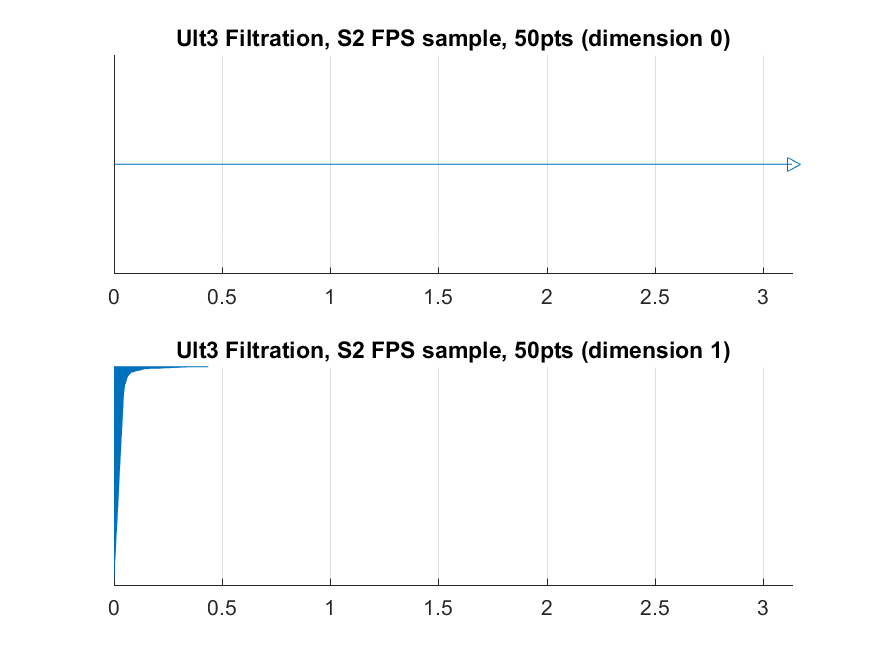 Ult3 Filtration, S2 FPS sample, 50pts (dimension 0)
0 0.5 1 1.5 2 2.5 3
Ult3 Filtration, S2 FPS sample, 50pts (dimension 1)
0 0.5 1 1.5 2 2.5 3